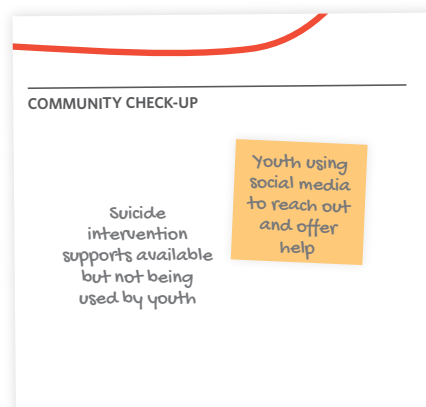 COMMUNITY CHECK-UP
Suicide
intervention
supports available
but not being
used by youth
Youth using
social media
to reach out
and offer
help